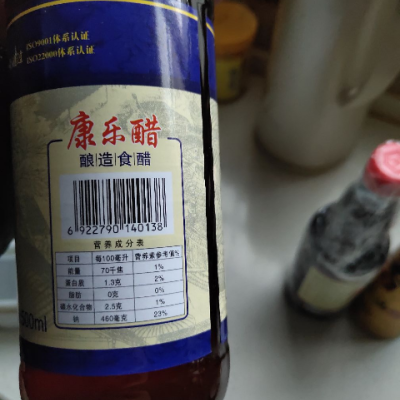 ISO9001体系认证
ISO22000体系认证
康乐醋
酿造食醋
6 922790 140138
营养成分表
项目 每100毫升 营养素参考值%
能量 70千焦 1%
蛋白质 1.3克 2%
脂肪 0克 0%
碳水化合物 2.5克 1%
钠 460毫克 23%